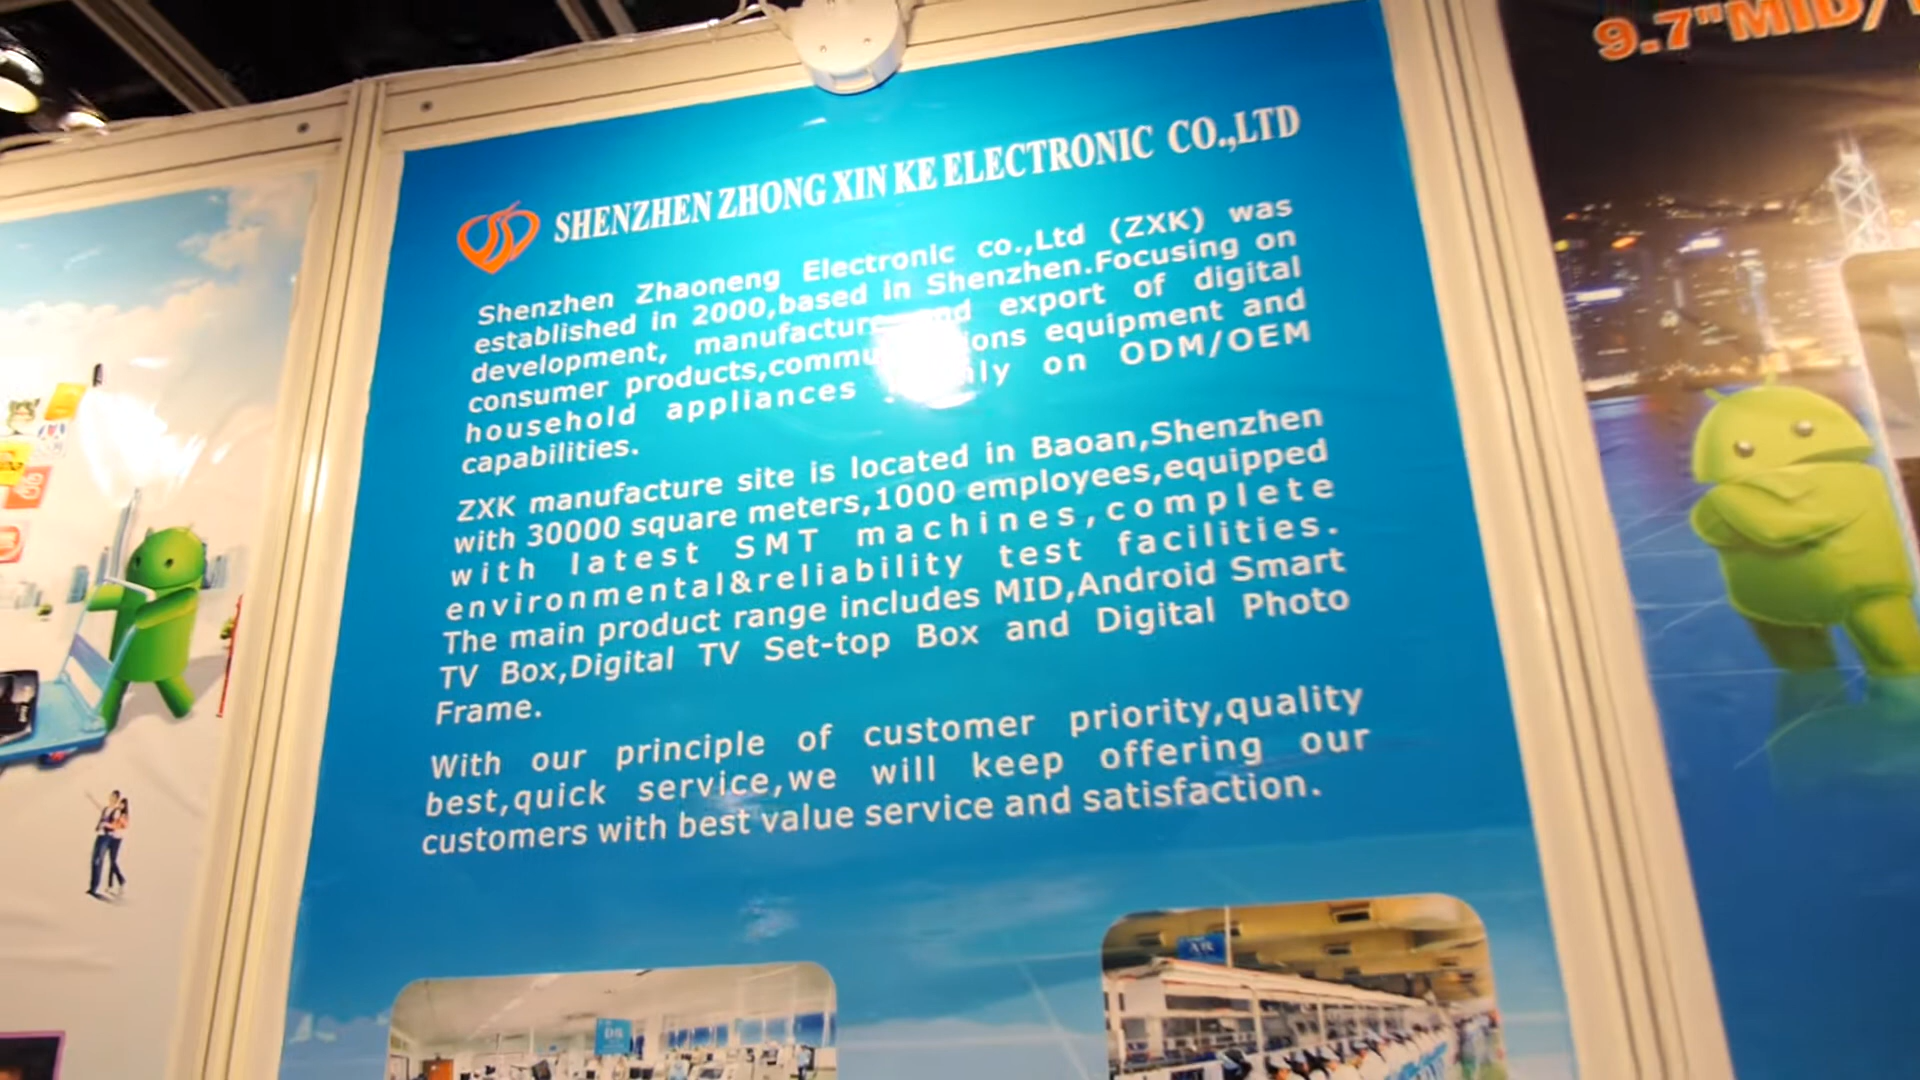 9.7"MID/
SHENZHEN ZHONG XIN KE ELECTRONIC CO.,LTD
Shenzhen Zhaoneng Electronic co.,Ltd (ZXK) was
established in 2000,based in Shenzhen.Focusing on
development, manufacture and export of digital
consumer products,communications equipment and
household appliances on ODM/OEM
capabilities.
ZXK manufacture site is located in Baoan,Shenzhen
with 30000 square meters,1000 employees,equipped
with latest SMT machines,complete
environmental&reliability test facilities.
The main product range includes MID,Android Smart
TV Box,Digital TV Set-top Box and Digital Photo
Frame.
With our principle of customer priority,quality
best,quick service,we will keep offering our
customers with best value service and satisfaction.